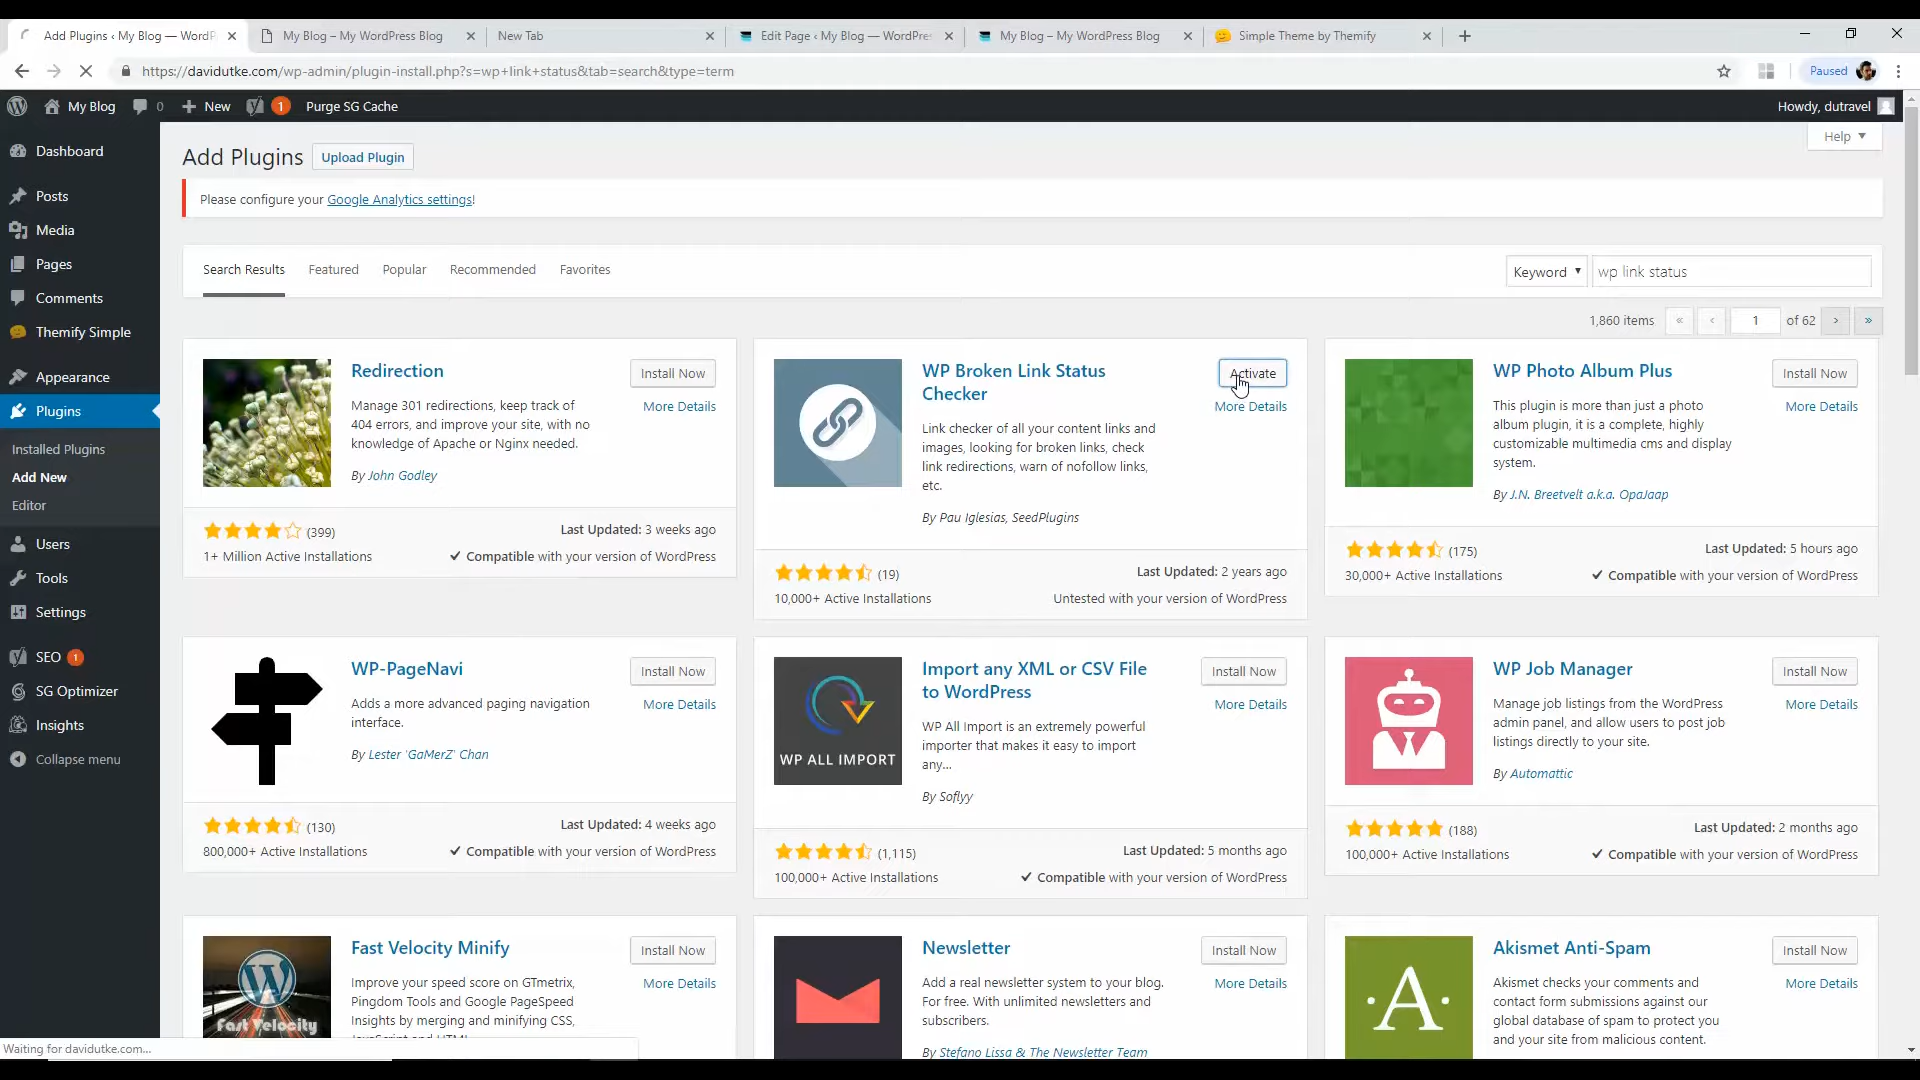 Add Plugins ‹ My Blog — WordP
My Blog – My WordPress Blog
New Tab
Edit Page ‹ My Blog — WordPres
My Blog – My WordPress Blog
Simple Theme by Themify
https://davidutke.com/wp-admin/plugin-install.php?s=wp+link+status&tab=search&type=term
Paused
My Blog
0
New
1
Purge SG Cache
Howdy, dutravel
Help
Dashboard
Posts
Media
Pages
Comments
Themify Simple
Appearance
Plugins
Installed Plugins
Add New
Editor
Users
Tools
Settings
SEO 1
SG Optimizer
Insights
Collapse menu
Add Plugins
Upload Plugin
Please configure your Google Analytics settings!
Search Results
Featured
Popular
Recommended
Favorites
Keyword
wp link status
1,860 items
«
‹
1
of 62
›
»
Redirection
Install Now
More Details
Manage 301 redirections, keep track of
404 errors, and improve your site, with no
knowledge of Apache or Nginx needed.
By John Godley
(399)
Last Updated: 3 weeks ago
1+ Million Active Installations
Compatible with your version of WordPress
WP Broken Link Status
Checker
Activate
More Details
Link checker of all your content links and
images, looking for broken links, check
link redirections, warn of nofollow links,
etc.
By Pau Iglesias, SeedPlugins
(19)
Last Updated: 2 years ago
10,000+ Active Installations
Untested with your version of WordPress
WP Photo Album Plus
Install Now
More Details
This plugin is more than just a photo
album plugin, it is a complete, highly
customizable multimedia cms and display
system.
By J.N. Breetvelt a.k.a. OpaJaap
(175)
Last Updated: 5 hours ago
30,000+ Active Installations
Compatible with your version of WordPress
WP-PageNavi
Install Now
More Details
Adds a more advanced paging navigation
interface.
By Lester 'GaMerZ' Chan
(130)
Last Updated: 4 weeks ago
800,000+ Active Installations
Compatible with your version of WordPress
WP ALL IMPORT
Import any XML or CSV File
to WordPress
Install Now
More Details
WP All Import is an extremely powerful
importer that makes it easy to import
any...
By Soflyy
(1,115)
Last Updated: 5 months ago
100,000+ Active Installations
Compatible with your version of WordPress
WP Job Manager
Install Now
More Details
Manage job listings from the WordPress
admin panel, and allow users to post job
listings directly to your site.
By Automattic
(188)
Last Updated: 2 months ago
100,000+ Active Installations
Compatible with your version of WordPress
Fast Velocity
Fast Velocity Minify
Install Now
More Details
Improve your speed score on GTmetrix,
Pingdom Tools and Google PageSpeed
Insights by merging and minifying CSS,
Newsletter
Install Now
More Details
Add a real newsletter system to your blog.
For free. With unlimited newsletters and
subscribers.
By Stefano Lissa & The Newsletter Team
·A·
Akismet Anti-Spam
Install Now
More Details
Akismet checks your comments and
contact form submissions against our
global database of spam to protect you
and your site from malicious content.
Waiting for davidutke.com...